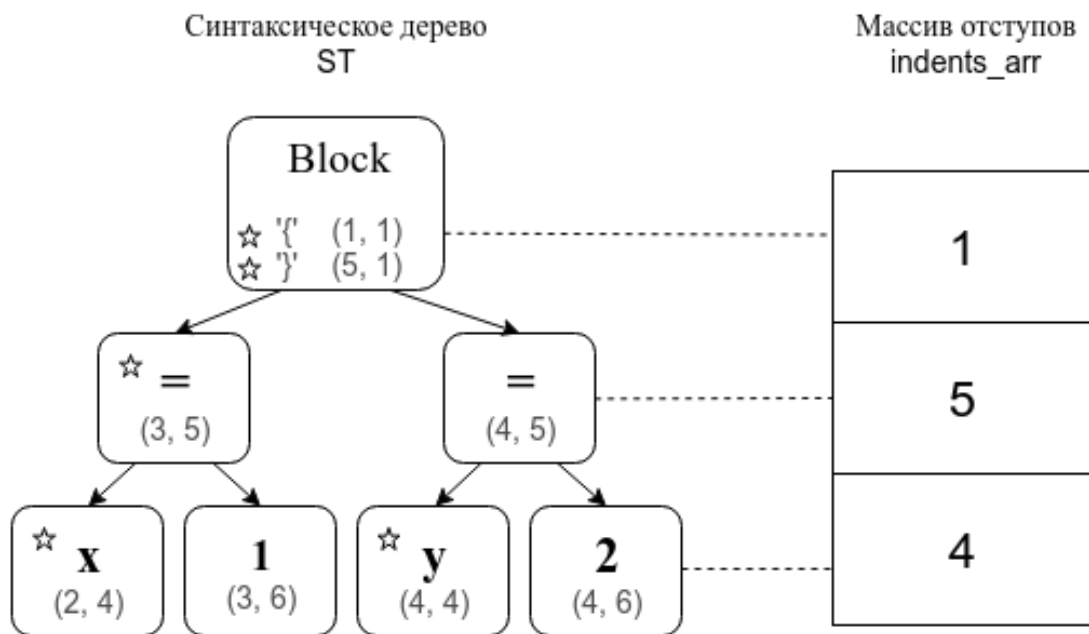 Синтаксическое дерево
ST
Массив отступов
indents_arr
Block
'{' (1, 1)
'}' (5, 1)
1
=
(3, 5)
=
(4, 5)
5
x
(2, 4)
1
(3, 6)
y
(4, 4)
2
(4, 6)
4